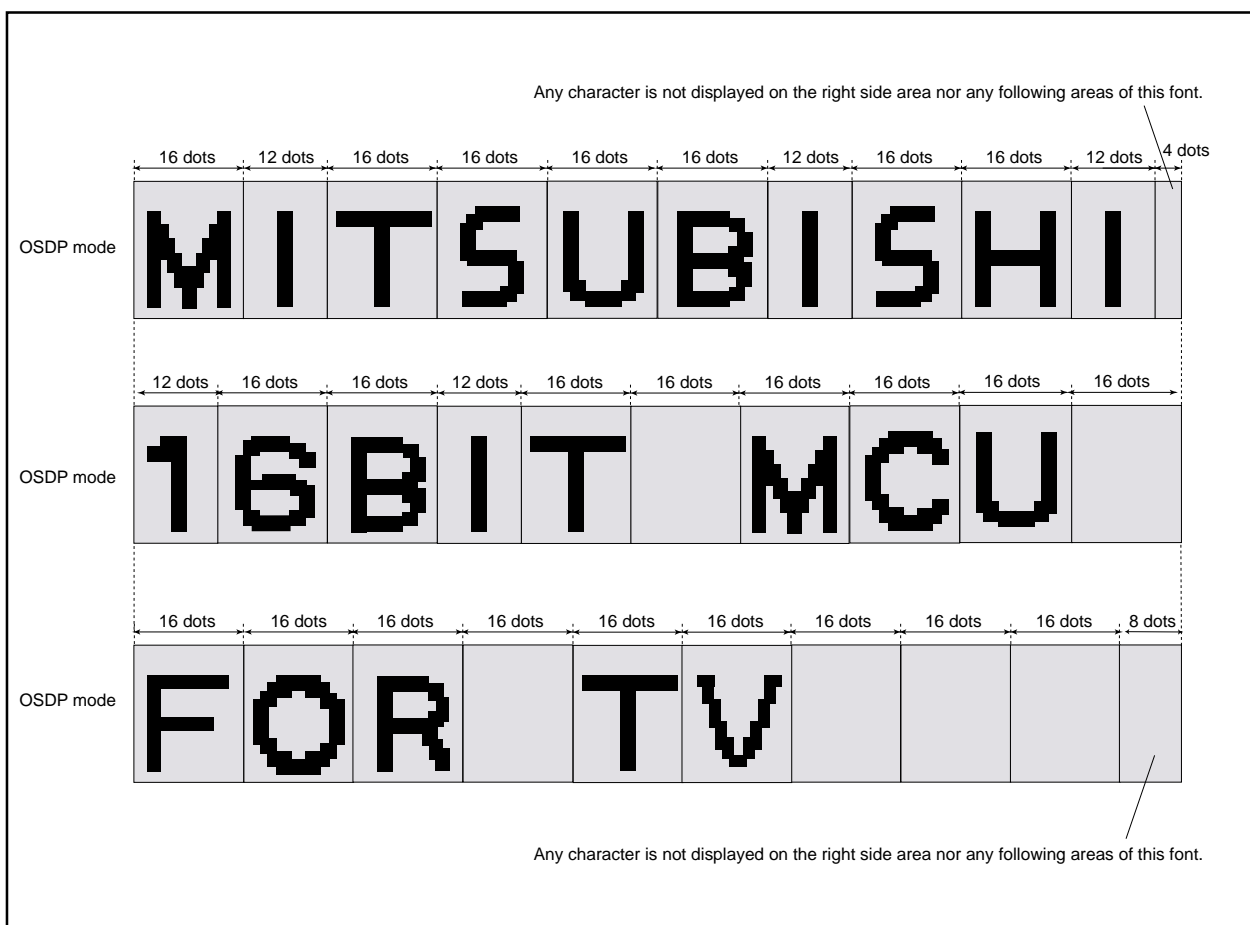 Any character is not displayed on the right side area nor any following areas of this font.
16 dots 12 dots 16 dots 16 dots 16 dots 16 dots 12 dots 16 dots 16 dots 12 dots 4 dots
OSDP mode MITSUBISHI
12 dots 16 dots 16 dots 12 dots 16 dots 16 dots 16 dots 16 dots 16 dots 16 dots
OSDP mode 16BIT MCU
16 dots 16 dots 16 dots 16 dots 16 dots 16 dots 16 dots 16 dots 16 dots 8 dots
OSDP mode FOR TV
Any character is not displayed on the right side area nor any following areas of this font.